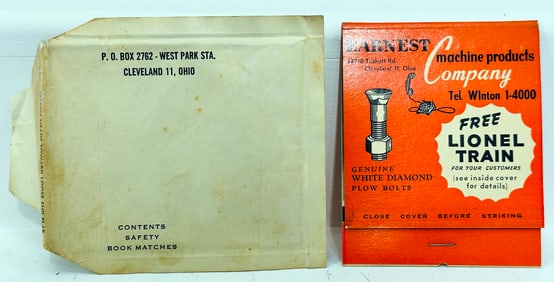 P. O. BOX 2762 - WEST PARK STA.
CLEVELAND 11, OHIO
CONTENTS
SAFETY
BOOK MATCHES
EARNEST
machine products
Company
Triskett Rd.
Cleveland 11, Ohio
Tel. WInton 1-4000
FREE
LIONEL
TRAIN
FOR YOUR CUSTOMERS
(see inside cover
for details)
GENUINE
WHITE DIAMOND
PLOW BOLTS
CLOSE COVER BEFORE STRIKING